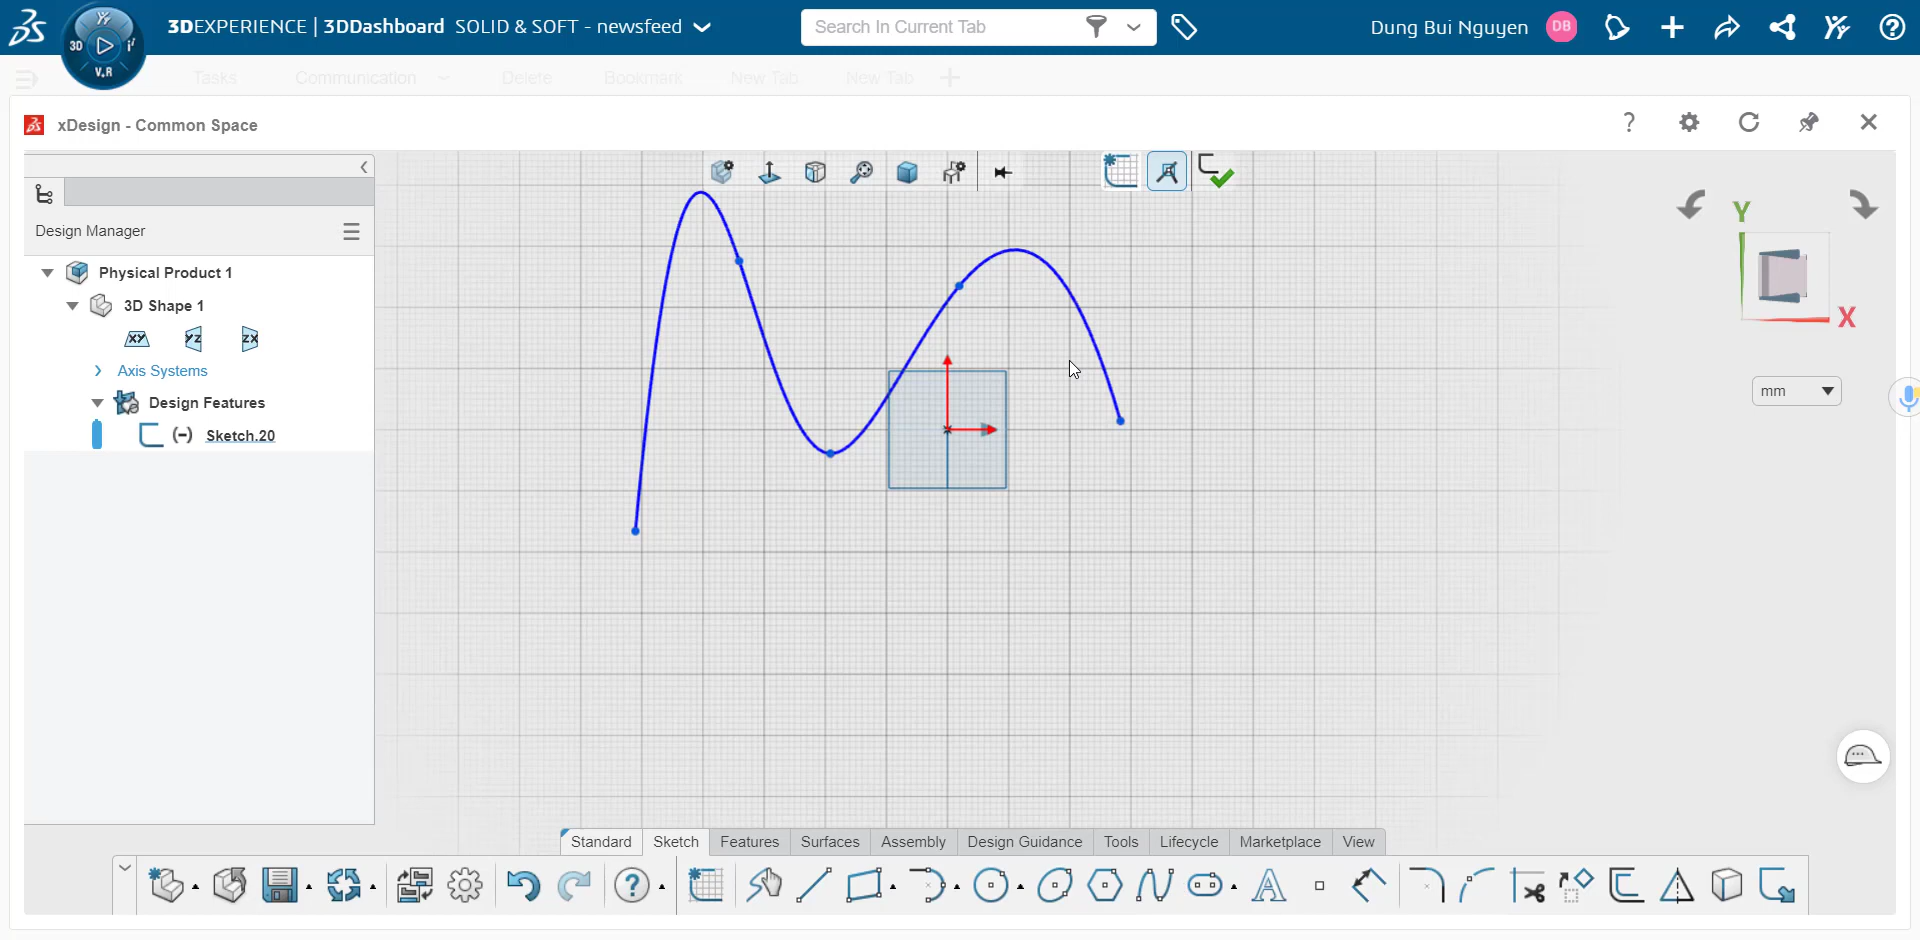 3DEXPERIENCE | 3DDashboard SOLID & SOFT - newsfeed
Search In Current Tab
Dung Bui Nguyen DB
3D V.R
Tasks Communication Delete Bookmark New Tab New Tab
xDesign - Common Space
Design Manager
Physical Product 1
3D Shape 1
XY YZ ZX
Axis Systems
Design Features
(-) Sketch.20
Y
X
mm
Standard Sketch Features Surfaces Assembly Design Guidance Tools Lifecycle Marketplace View